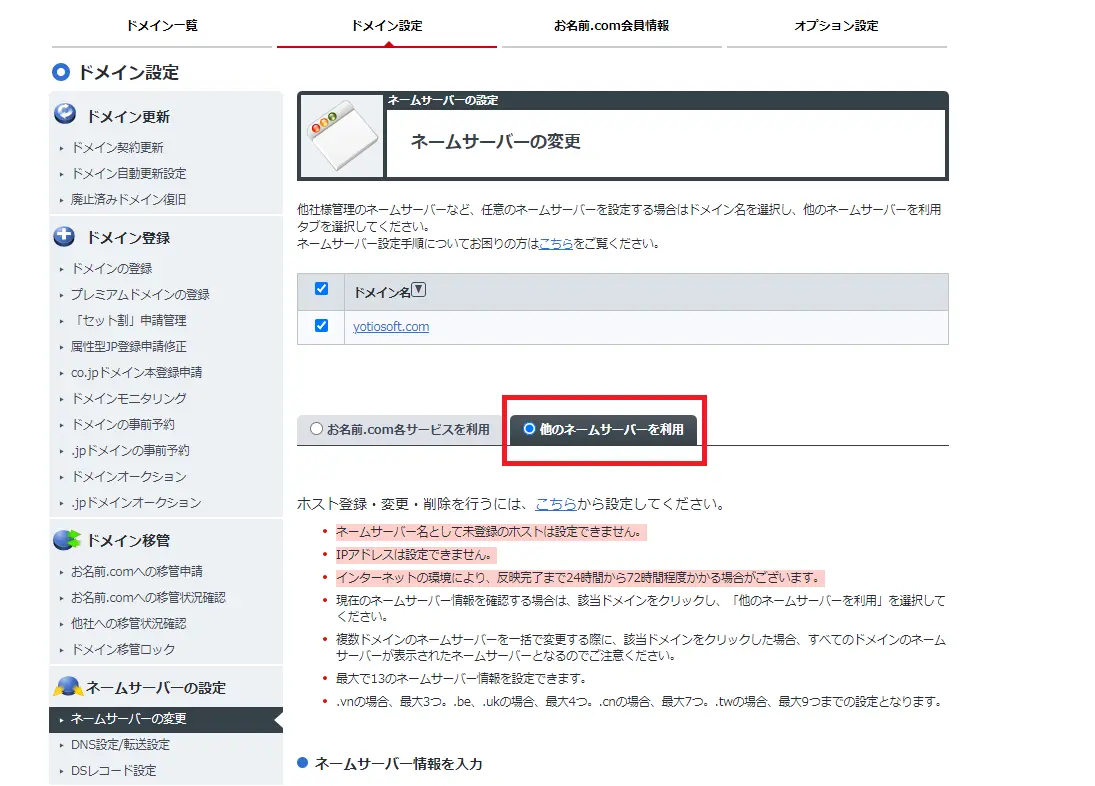 ドメイン一覧
ドメイン設定
お名前.com会員情報
オプション設定
ドメイン設定
ドメイン更新
ドメイン契約更新
ドメイン自動更新設定
廃止済みドメイン復旧
ドメイン登録
ドメインの登録
プレミアムドメインの登録
「セット割」申請管理
属性型JP登録申請修正
co.jpドメイン本登録申請
ドメインモニタリング
ドメインの事前予約
.jpドメインの事前予約
ドメインオークション
.jpドメインオークション
ドメイン移管
お名前.comへの移管申請
お名前.comへの移管状況確認
他社への移管状況確認
ドメイン移管ロック
ネームサーバーの設定
ネームサーバーの変更
DNS設定/転送設定
DSレコード設定
ネームサーバーの設定
ネームサーバーの変更
他社様管理のネームサーバーなど、任意のネームサーバーを設定する場合はドメイン名を選択し、他のネームサーバーを利用
タブを選択してください。
ネームサーバー設定手順についてお困りの方はこちらをご覧ください。
ドメイン名
yotiosoft.com
お名前.com各サービスを利用
他のネームサーバーを利用
ホスト登録・変更・削除を行うには、こちらから設定してください。
ネームサーバー名として未登録のホストは設定できません。
IPアドレスは設定できません。
インターネットの環境により、反映完了まで24時間から72時間程度かかる場合がございます。
現在のネームサーバー情報を確認する場合は、該当ドメインをクリックし、「他のネームサーバーを利用」を選択して
ください。
複数ドメインのネームサーバーを一括で変更する際に、該当ドメインをクリックした場合、すべてのドメインのネーム
サーバーが表示されたネームサーバーとなるのでご注意ください。
最大で13のネームサーバー情報を設定できます。
.vnの場合、最大3つ。.be、.ukの場合、最大4つ。.cnの場合、最大7つ。.twの場合、最大9つまでの設定となります。
ネームサーバー情報を入力